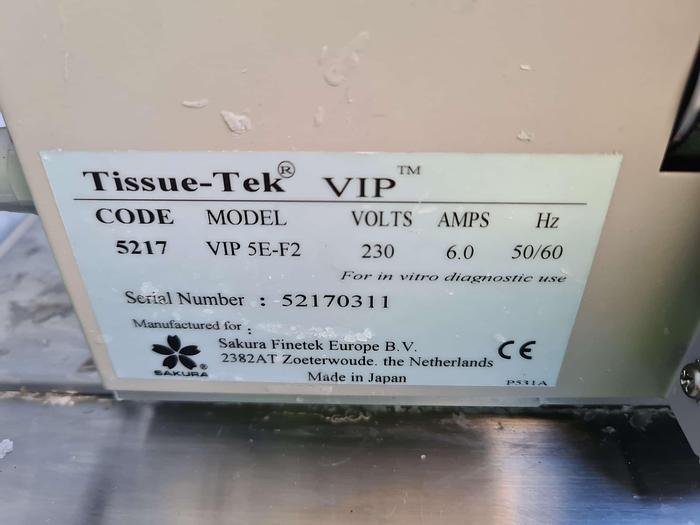 Tissue-Tek® VIP™
CODE MODEL VOLTS AMPS Hz
5217 VIP 5E-F2 230 6.0 50/60
For in vitro diagnostic use
Serial Number : 52170311
Manufactured for :
Sakura Finetek Europe B.V.
2382AT Zoeterwoude. the Netherlands
CE
SAKURA®
Made in Japan
P531A